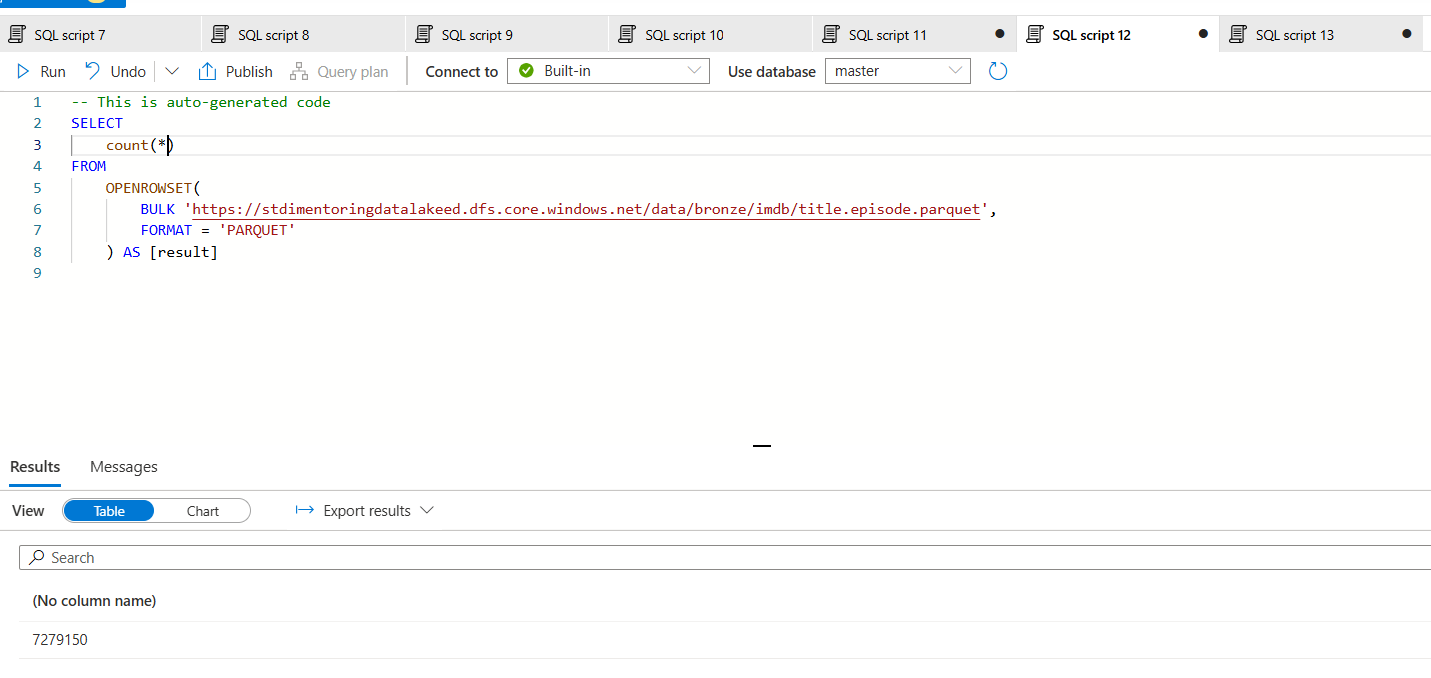 SQL script 7 SQL script 8 SQL script 9 SQL script 10 SQL script 11 SQL script 12 SQL script 13
Run Undo Publish Query plan Connect to Built-in Use database master
1 -- This is auto-generated code
2 SELECT
3 count(*)
4 FROM
5 OPENROWSET(
6 BULK 'https://stdimentoringdatalakeed.dfs.core.windows.net/data/bronze/imdb/title.episode.parquet',
7 FORMAT = 'PARQUET'
8 ) AS [result]
9
Results Messages
View Table Chart Export results
Search
(No column name)
7279150